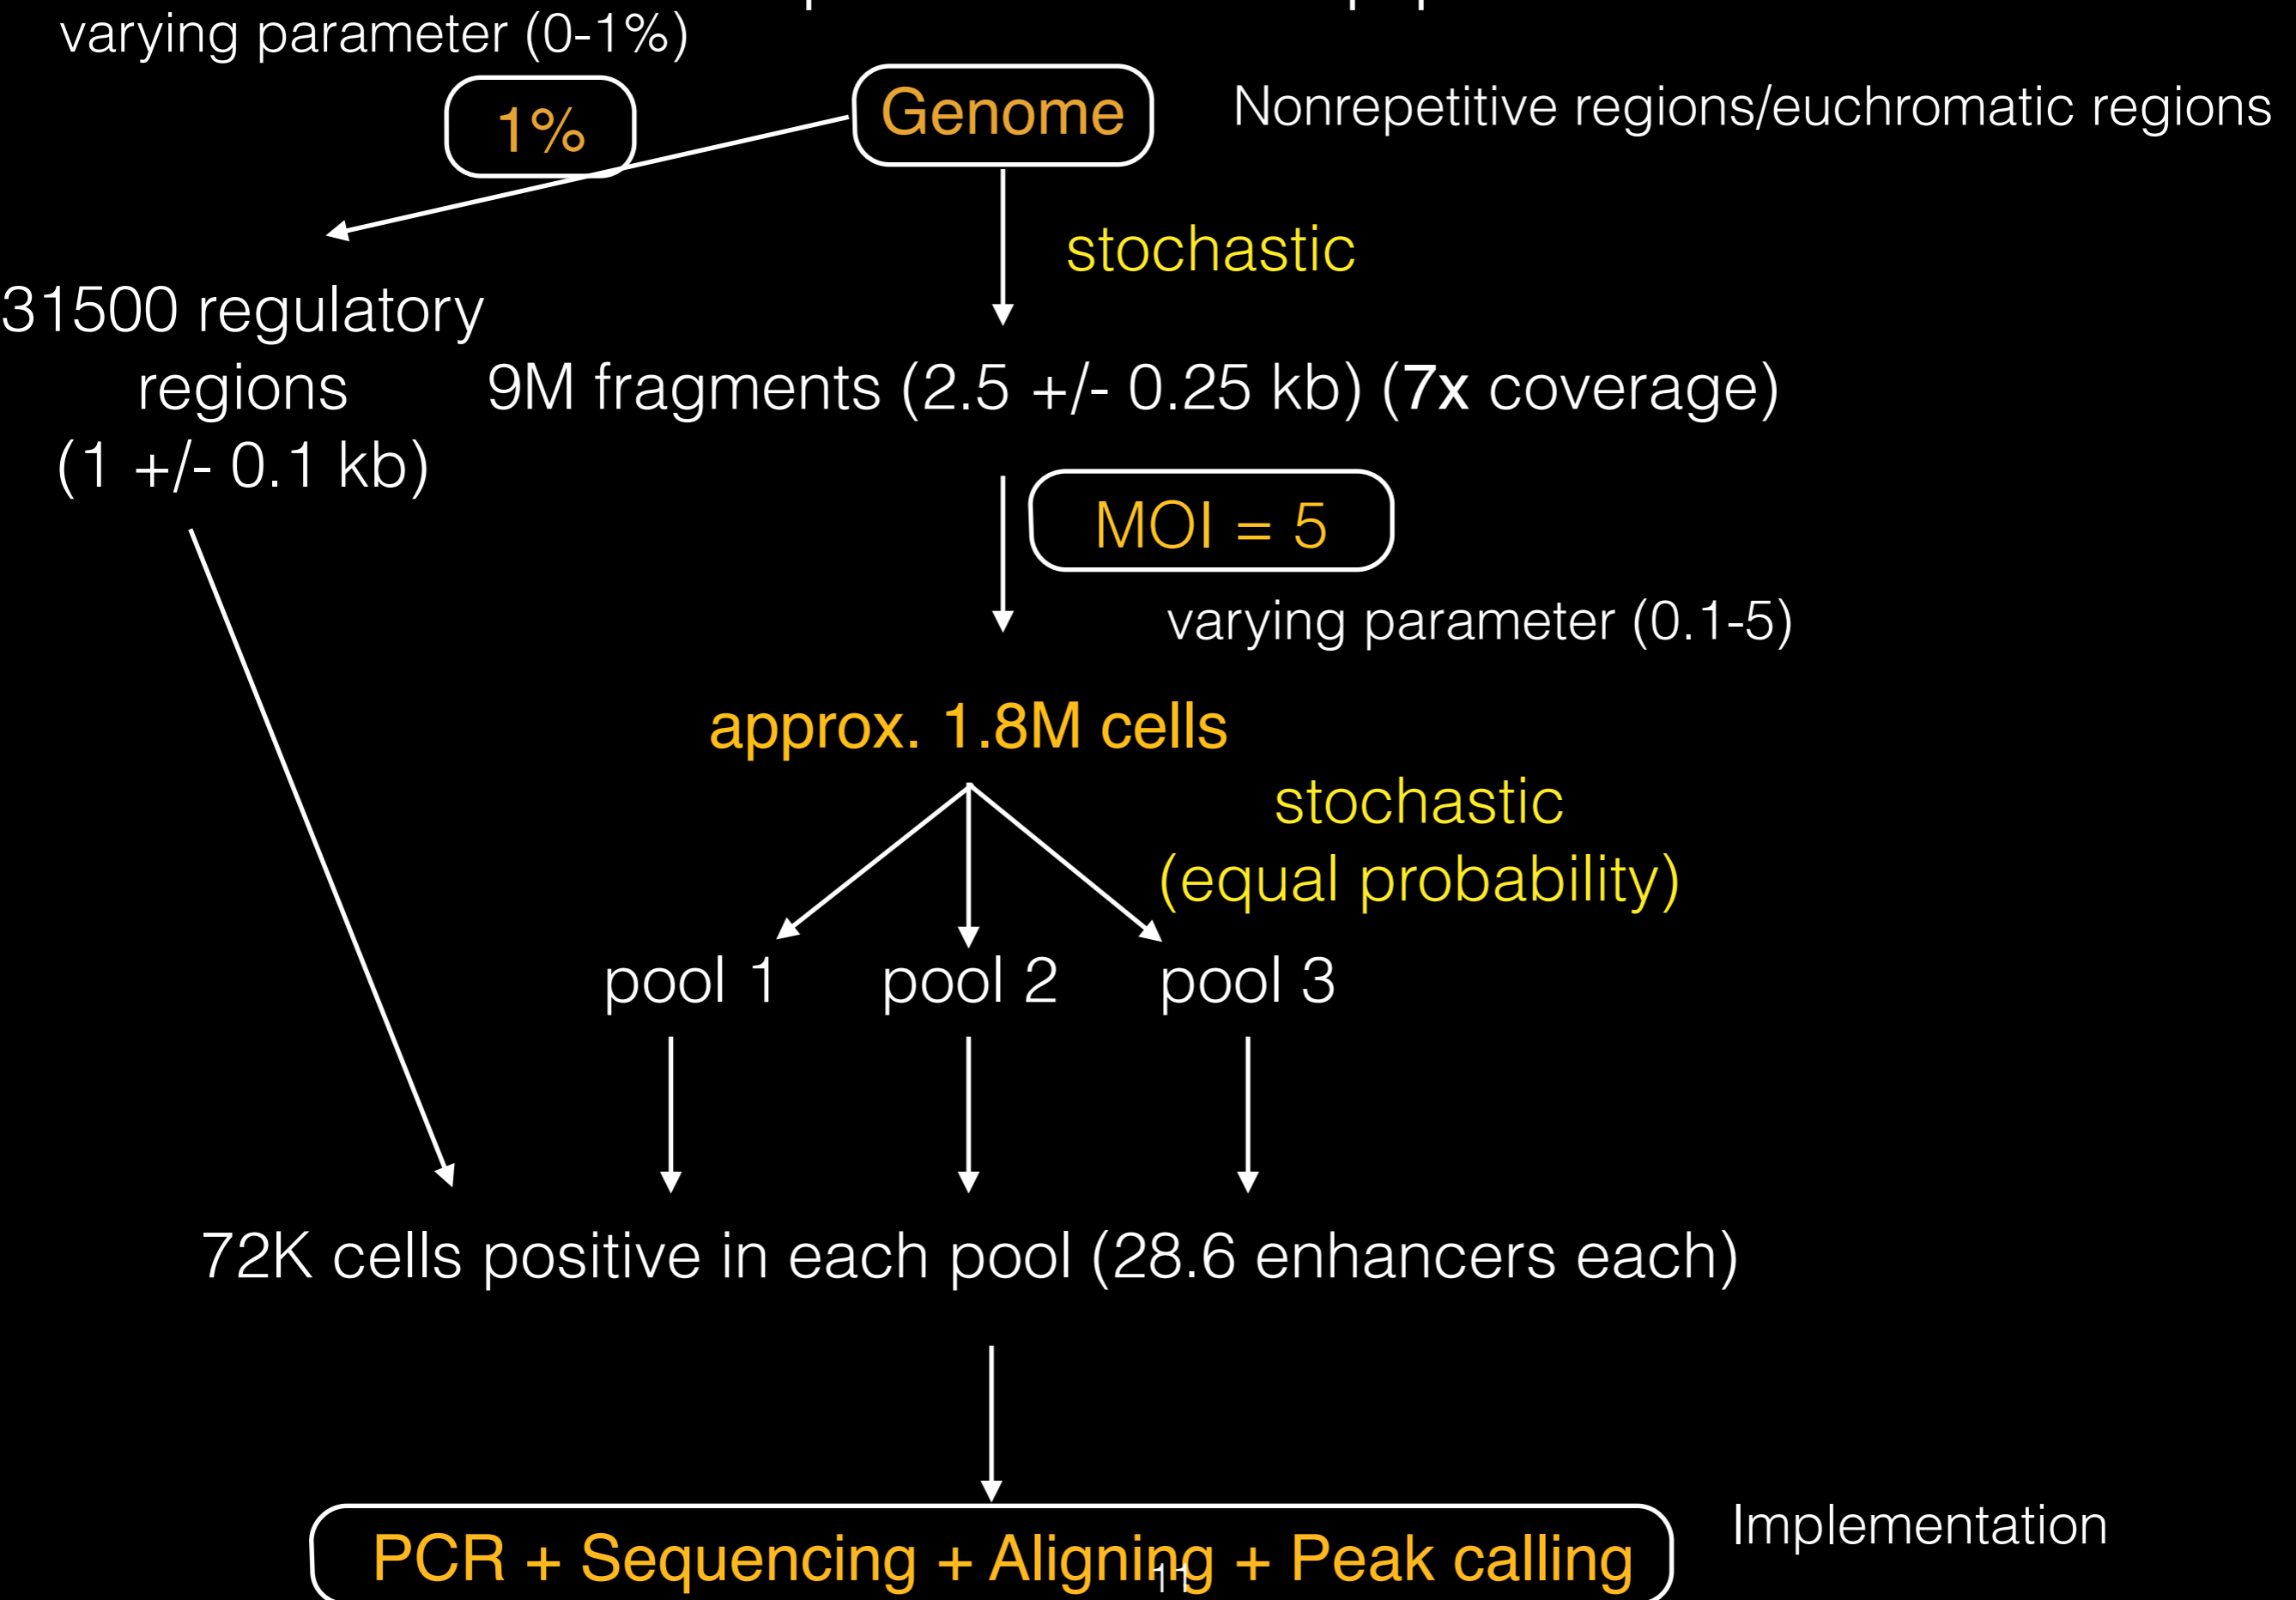 varying parameter (0-1%)
1%
Genome
Nonrepetitive regions/euchromatic regions
stochastic
31500 regulatory
regions
(1 +/- 0.1 kb)
9M fragments (2.5 +/- 0.25 kb) (7x coverage)
MOI = 5
varying parameter (0.1-5)
approx. 1.8M cells
stochastic
(equal probability)
pool 1
pool 2
pool 3
72K cells positive in each pool (28.6 enhancers each)
PCR + Sequencing + Aligning + Peak calling
Implementation
11